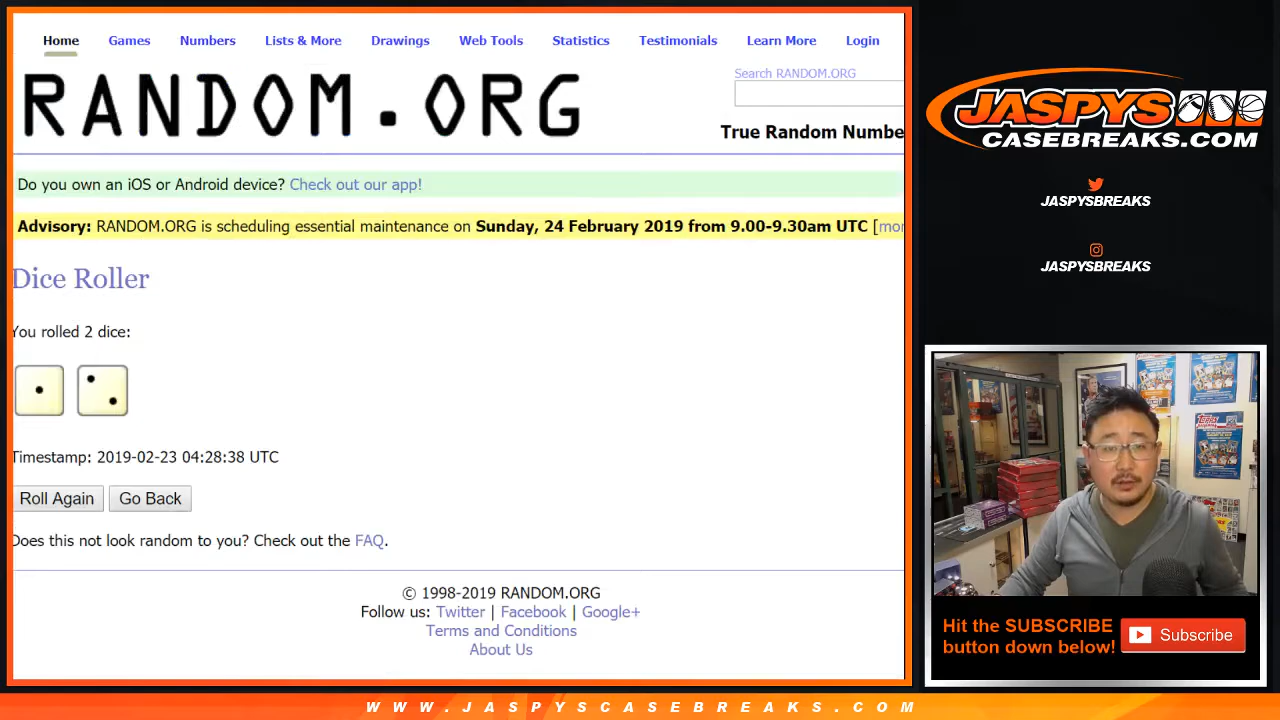 Home Games Numbers Lists & More Drawings Web Tools Statistics Testimonials Learn More Login
RANDOM.ORG
Search RANDOM.ORG
True Random Numbe
Do you own an iOS or Android device? Check out our app!
Advisory: RANDOM.ORG is scheduling essential maintenance on Sunday, 24 February 2019 from 9.00-9.30am UTC [mor
Dice Roller
You rolled 2 dice:
Timestamp: 2019-02-23 04:28:38 UTC
Roll Again Go Back
Does this not look random to you? Check out the FAQ.
© 1998-2019 RANDOM.ORG
Follow us: Twitter | Facebook | Google+
Terms and Conditions
About Us
JASPYS
CASEBREAKS.COM
JASPYSBREAKS
JASPYSBREAKS
Hit the SUBSCRIBE
button down below!
Subscribe
WWW.JASPYSCASEBREAKS.COM